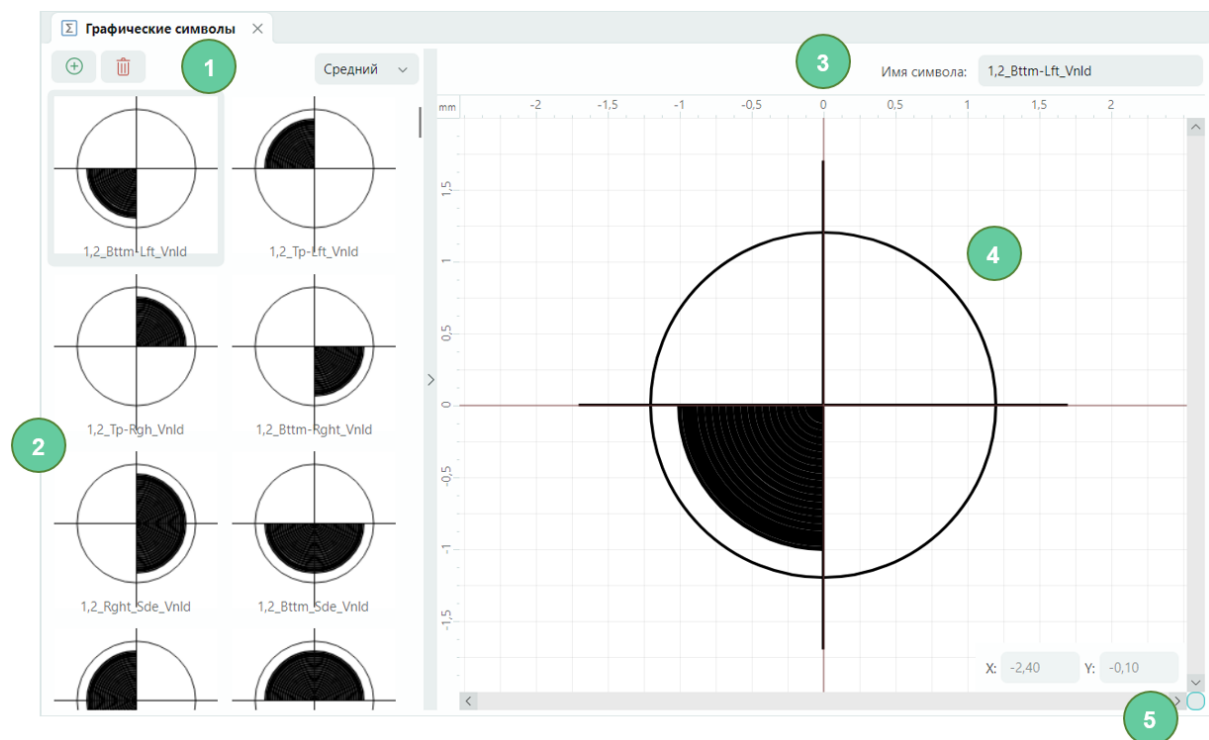 Σ Графические символы ×
1
Средний
3
Имя символа: 1,2_Bttm-Lft_Vnld
mm -2 -1,5 -1 -0,5 0 0,5 1 1,5 2
1,5
1
0,5
0
-0,5
-1
-1,5
4
1,2_Bttm-Lft_Vnld 1,2_Tp-Lft_Vnld
1,2_Tp-Rgh_Vnld 1,2_Bttm-Rght_Vnld
2
1,2_Rght_Sde_Vnld 1,2_Bttm_Sde_Vnld
X: -2,40 Y: -0,10
5